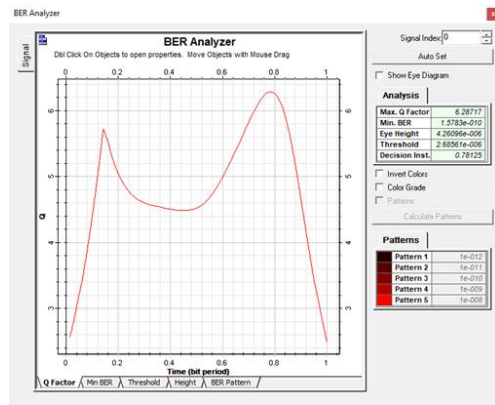 BER Analyzer
Signal
BER Analyzer
Dbl Click On Objects to open properties. Move Objects with Mouse Drag
0 0.2 0.4 0.6 0.8 1
6 6
5 5
Q
4 4
3 3
0 0.2 0.4 0.6 0.8 1
Time (bit period)
Q Factor Min BER Threshold Height BER Pattern
Signal Index: 0
Auto Set
Show Eye Diagram
Analysis
Max. Q Factor 6.28717
Min. BER 1.5783e-010
Eye Height 4.26096e-006
Threshold 2.68561e-006
Decision Inst. 0.78125
Invert Colors
Color Grade
Patterns
Calculate Patterns
Patterns
Pattern 1 1e-012
Pattern 2 1e-011
Pattern 3 1e-010
Pattern 4 1e-009
Pattern 5 1e-008